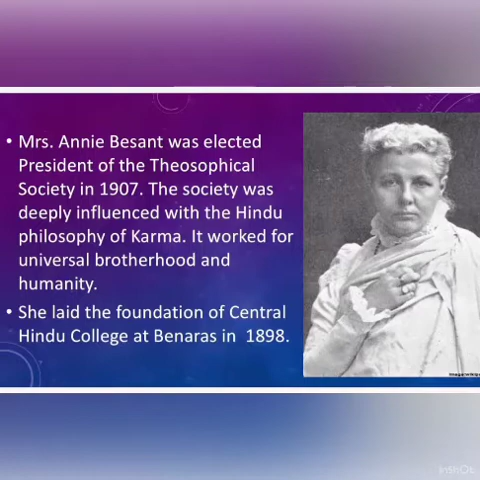 • Mrs. Annie Besant was elected
President of the Theosophical
Society in 1907. The society was
deeply influenced with the Hindu
philosophy of Karma. It worked for
universal brotherhood and
humanity.
• She laid the foundation of Central
Hindu College at Benaras in 1898.
InShOt